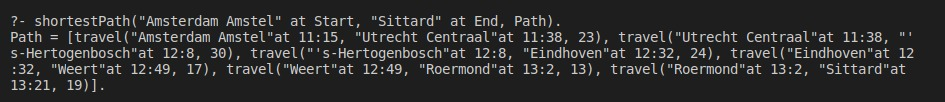 ?- shortestPath("Amsterdam Amstel" at Start, "Sittard" at End, Path).
Path = [travel("Amsterdam Amstel"at 11:15, "Utrecht Centraal"at 11:38, 23), travel("Utrecht Centraal"at 11:38, "'
s-Hertogenbosch"at 12:8, 30), travel("'s-Hertogenbosch"at 12:8, "Eindhoven"at 12:32, 24), travel("Eindhoven"at 12
:32, "Weert"at 12:49, 17), travel("Weert"at 12:49, "Roermond"at 13:2, 13), travel("Roermond"at 13:2, "Sittard"at
13:21, 19)].